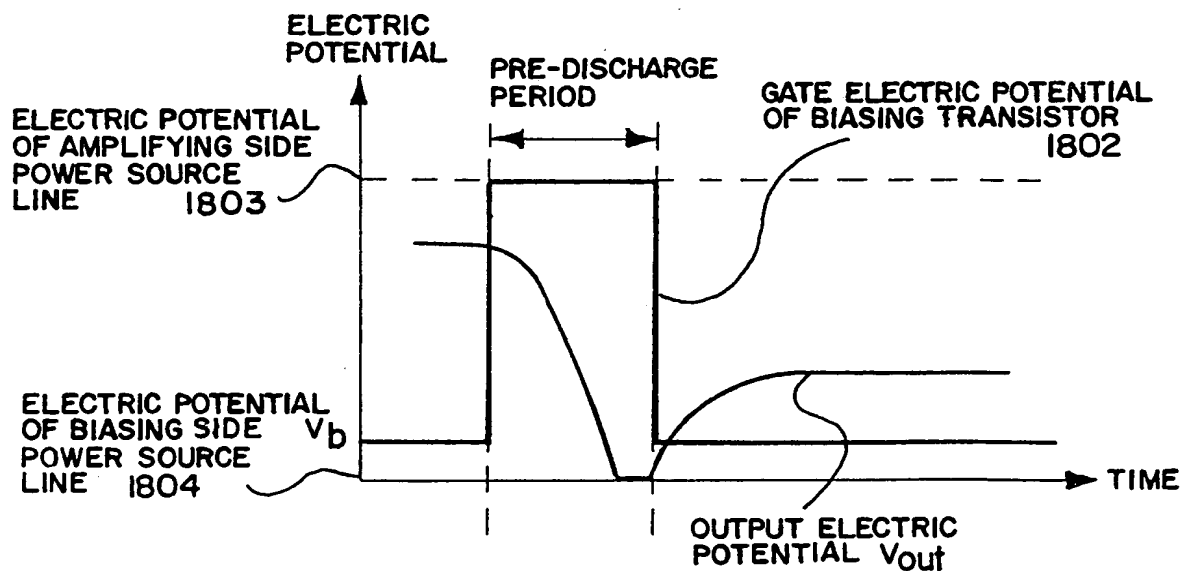 ELECTRIC
POTENTIAL
PRE-DISCHARGE
PERIOD
GATE ELECTRIC POTENTIAL
OF BIASING TRANSISTOR
1802
ELECTRIC POTENTIAL
OF AMPLIFYING SIDE
POWER SOURCE
LINE 1803
ELECTRIC POTENTIAL
OF BIASING SIDE Vb
POWER SOURCE
LINE 1804
TIME
OUTPUT ELECTRIC
POTENTIAL Vout